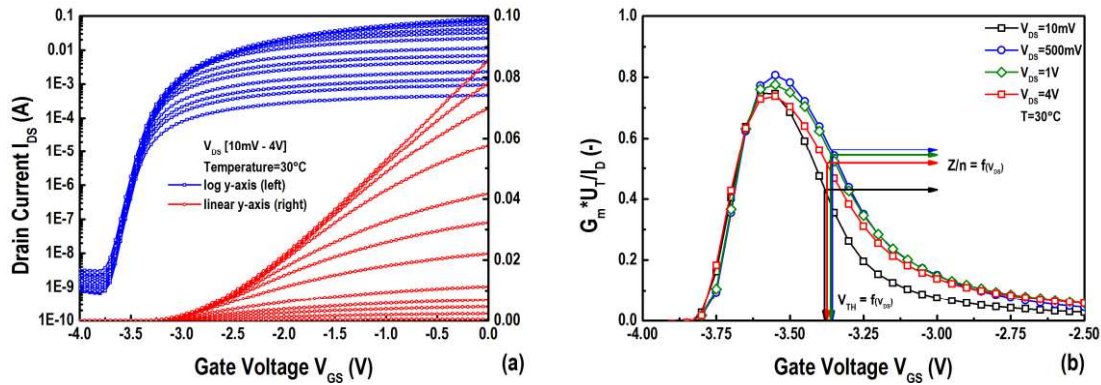 0.1
0.01
1E-3
1E-4
1E-5
1E-6
1E-7
1E-8
1E-9
1E-10
Drain Current I_DS (A)
V_DS [10mV - 4V]
Temperature=30°C
log y-axis (left)
linear y-axis (right)
0.10
0.08
0.06
0.04
0.02
0.00
-4.0 -3.5 -3.0 -2.5 -2.0 -1.5 -1.0 -0.5 0.0
Gate Voltage V_GS (V)
(a)
1.0
0.8
0.6
0.4
0.2
0.0
G_m*U_T/I_D (-)
V_DS=10mV
V_DS=500mV
V_DS=1V
V_DS=4V
T=30°C
Z/n = f(V_DS)
V_TH = f(V_DS)
-4.00 -3.75 -3.50 -3.25 -3.00 -2.75 -2.50
Gate Voltage V_GS (V)
(b)